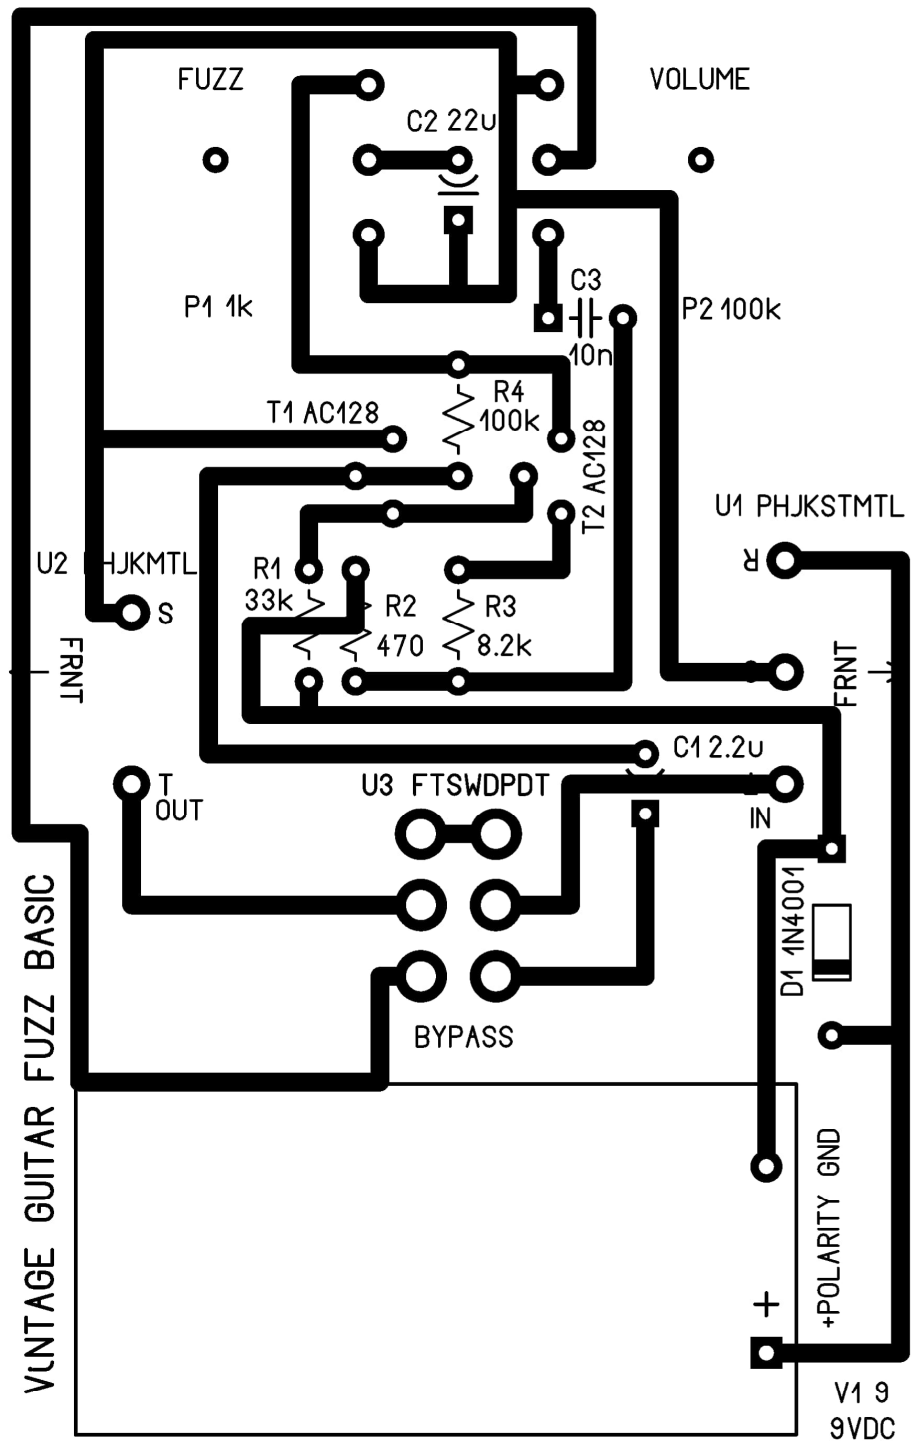 FUZZ
VOLUME
C2 22u
C3
P1 1k
P2 100k
10n
R4
100k
T1 AC128
T2 AC128
U1 PHJKSTMTL
R
U2 PHJKMTL
R1
33k
S
R2
470
R3
8.2k
FRNT
FRNT
C1 2.2u
T
OUT
U3 FTSWDPDT
IN
D1 1N4001
BYPASS
VINTAGE GUITAR FUZZ BASIC
+POLARITY GND
+
V1 9
9VDC